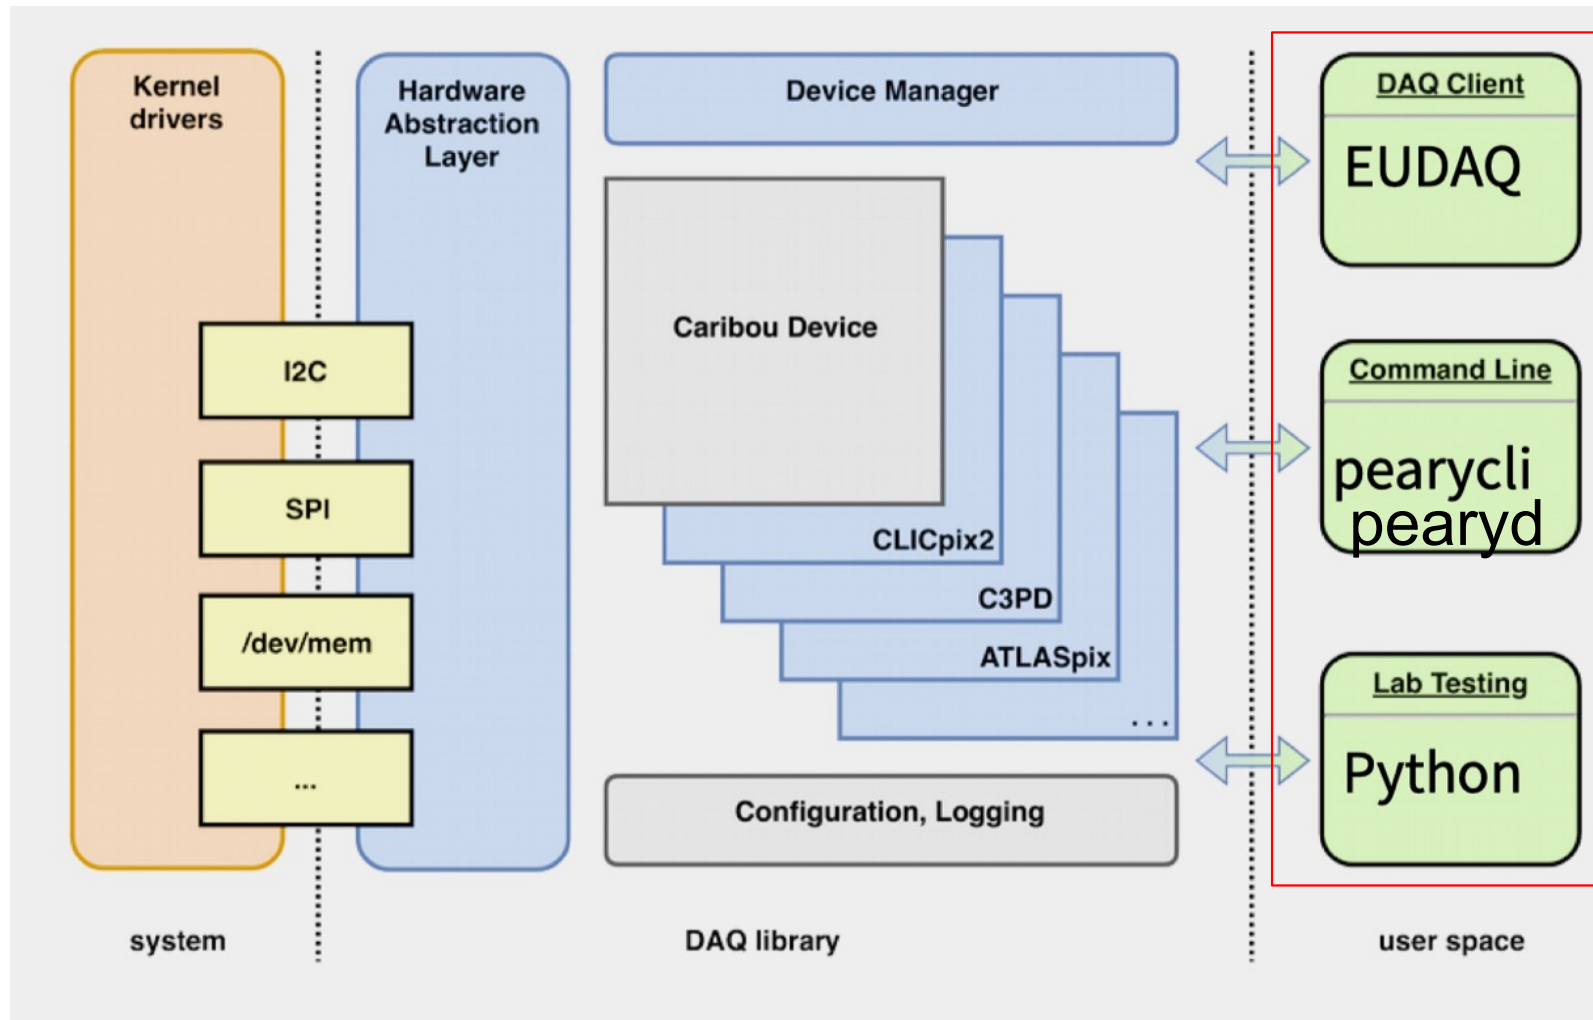 Kernel
drivers
Hardware
Abstraction
Layer
Device Manager
DAQ Client
EUDAQ
Caribou Device
I2C
SPI
/dev/mem
...
CLICpix2
C3PD
ATLASpix
...
Command Line
pearycli
pearyd
Lab Testing
Python
Configuration, Logging
system
DAQ library
user space